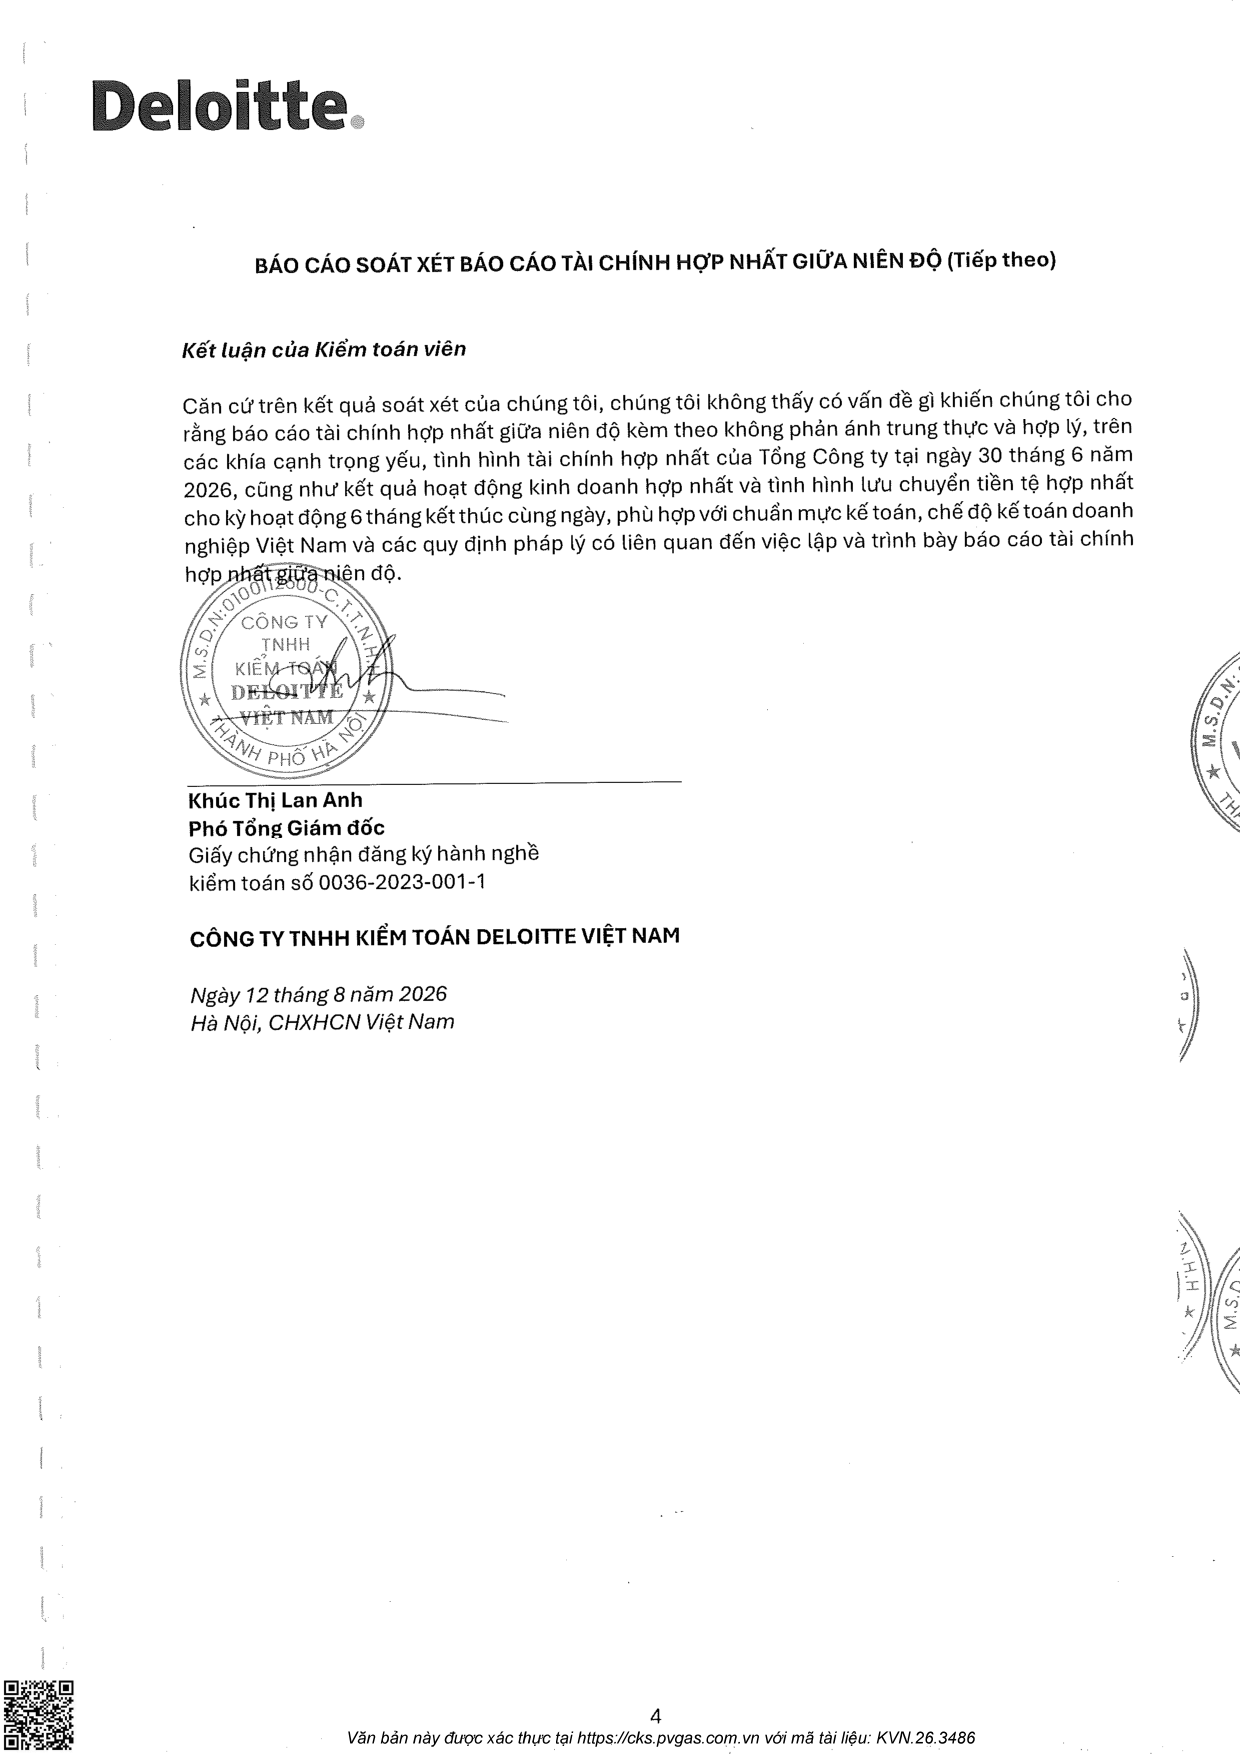 Deloitte.
BÁO CÁO SOÁT XÉT BÁO CÁO TÀI CHÍNH HỢP NHẤT GIỮA NIÊN ĐỘ (Tiếp theo)
Kết luận của Kiểm toán viên
Căn cứ trên kết quả soát xét của chúng tôi, chúng tôi không thấy có vấn đề gì khiến chúng tôi cho
rằng báo cáo tài chính hợp nhất giữa niên độ kèm theo không phản ánh trung thực và hợp lý, trên
các khía cạnh trọng yếu, tình hình tài chính hợp nhất của Tổng Công ty tại ngày 30 tháng 6 năm
2026, cũng như kết quả hoạt động kinh doanh hợp nhất và tình hình lưu chuyển tiền tệ hợp nhất
cho kỳ hoạt động 6 tháng kết thúc cùng ngày, phù hợp với chuẩn mực kế toán, chế độ kế toán doanh
nghiệp Việt Nam và các quy định pháp lý có liên quan đến việc lập và trình bày báo cáo tài chính
hợp nhất giữa niên độ.
M.S.D.N:0100112500-C.T.T.N.H.H
CÔNG TY
TNHH
KIỂM TOÁN
DELOITTE
VIỆT NAM
★ THÀNH PHỐ HÀ NỘI ★
Khúc Thị Lan Anh
Phó Tổng Giám đốc
Giấy chứng nhận đăng ký hành nghề
kiểm toán số 0036-2023-001-1
CÔNG TY TNHH KIỂM TOÁN DELOITTE VIỆT NAM
Ngày 12 tháng 8 năm 2026
Hà Nội, CHXHCN Việt Nam
★ M.S.D.N:
N.H.H ★
★ M.S.D
4
Văn bản này được xác thực tại https://cks.pvgas.com.vn với mã tài liệu: KVN.26.3486